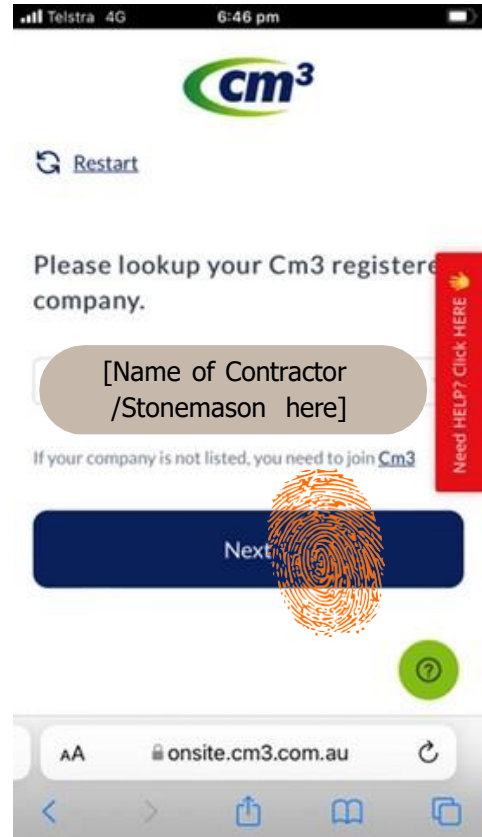 Telstra 4G 6:46 pm
cm³
Restart
Please lookup your Cm3 registere
company.
[Name of Contractor
/Stonemason here]
If your company is not listed, you need to join Cm3
Need HELP? Click HERE 👋
Next
?
AA onsite.cm3.com.au